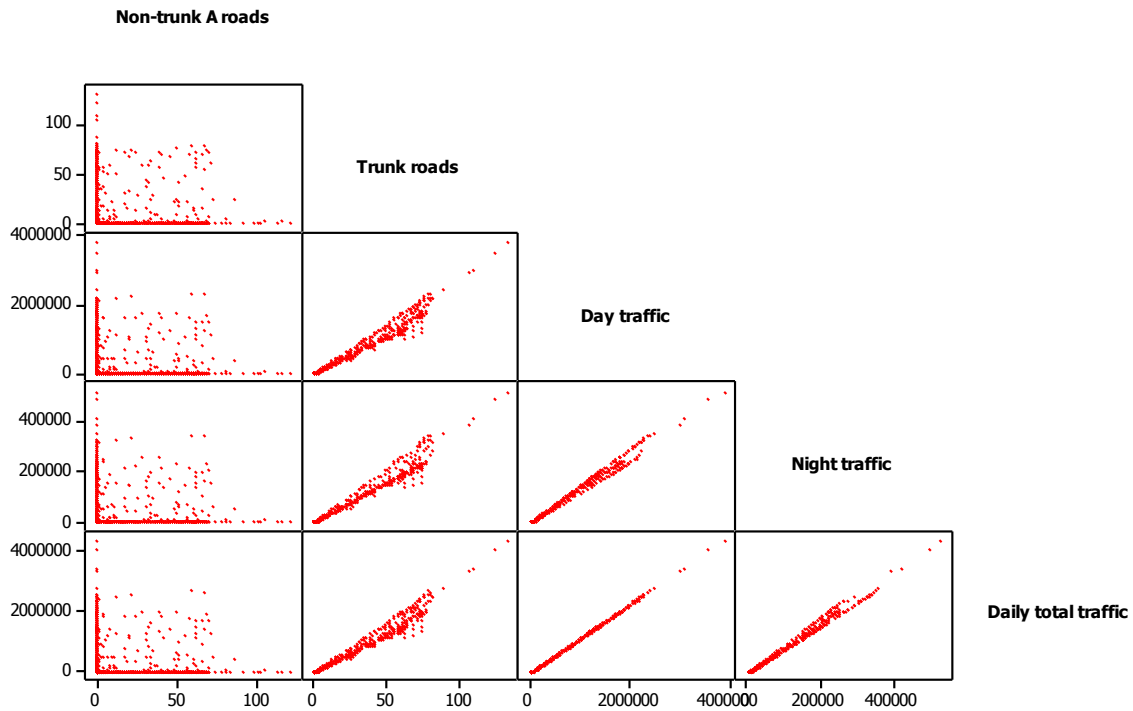 Non-trunk A roads
100
50
0
Trunk roads
4000000
2000000
0
Day traffic
400000
200000
0
Night traffic
4000000
2000000
0
Daily total traffic
0 50 100 0 50 100 0 2000000 4000000 0 200000 400000